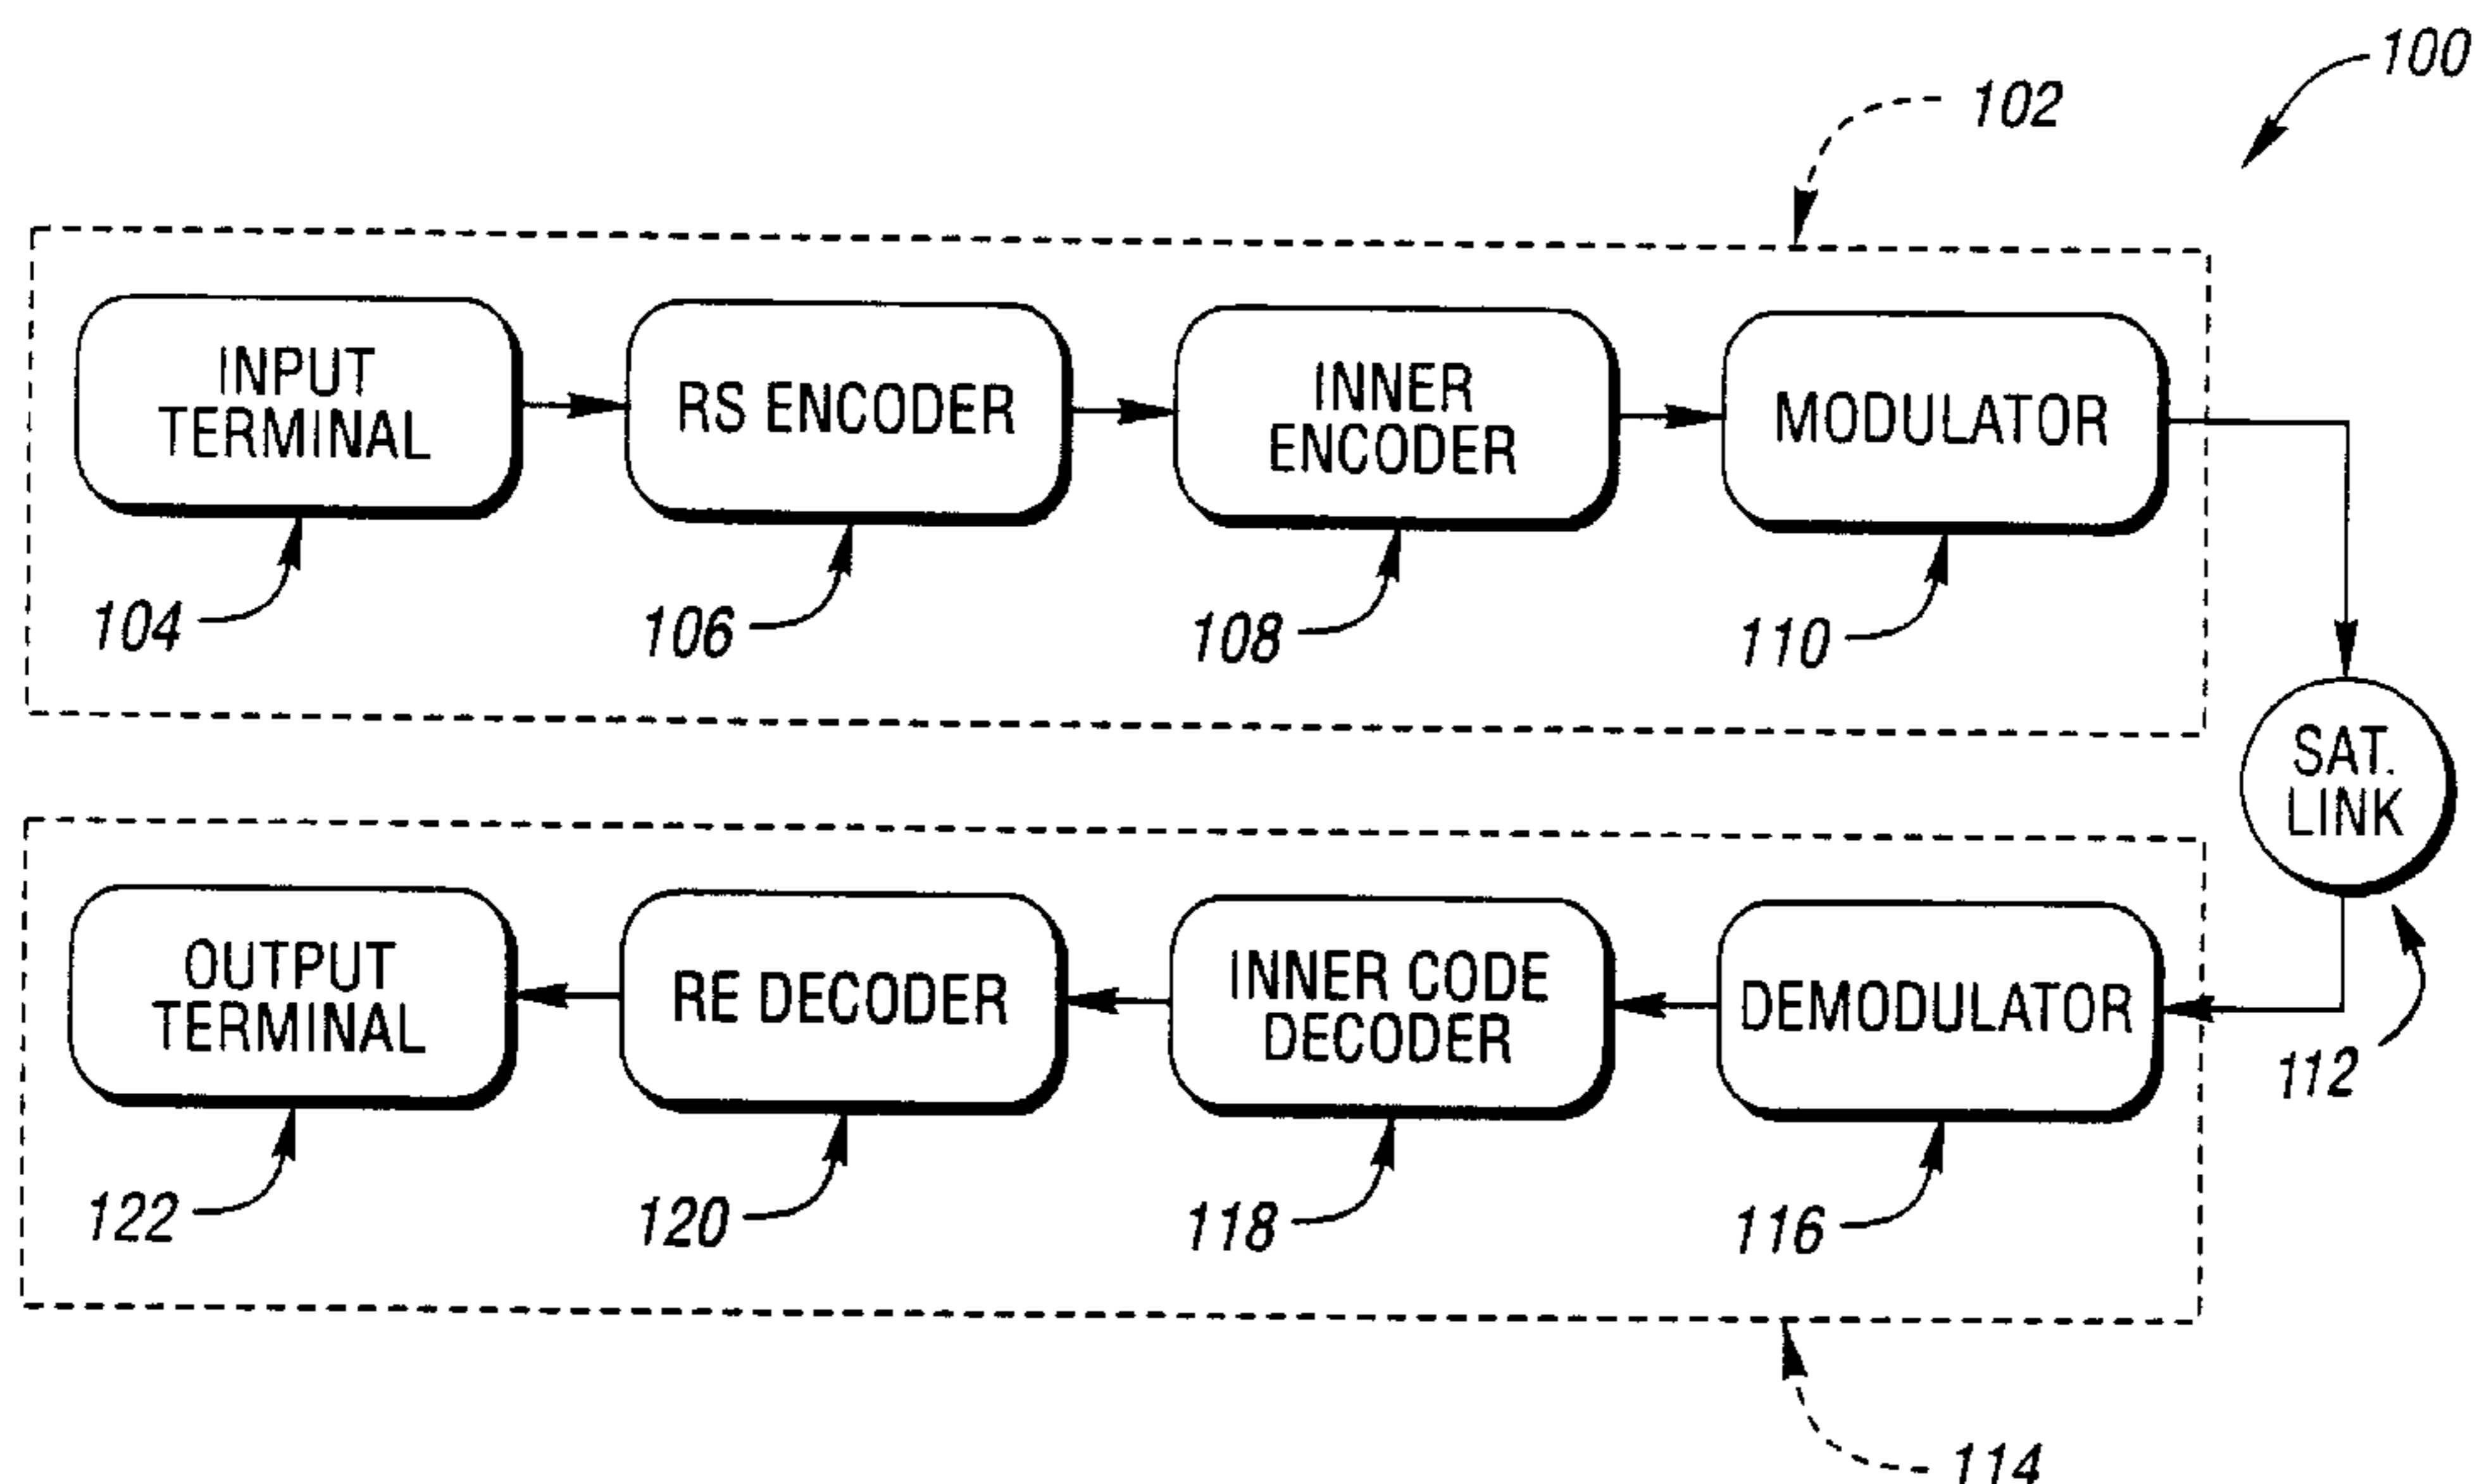 100
102
INPUT
TERMINAL
RS ENCODER
INNER
ENCODER
MODULATOR
104
106
108
110
SAT.
LINK
OUTPUT
TERMINAL
RE DECODER
INNER CODE
DECODER
DEMODULATOR
112
122
120
118
116
114